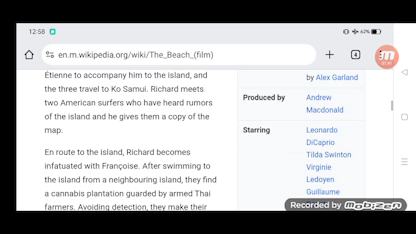 12:58
62%
en.m.wikipedia.org/wiki/The_Beach_(film)
4
Étienne to accompany him to the island, and
the three travel to Ko Samui. Richard meets
two American surfers who have heard rumors
of the island and he gives them a copy of the
map.
En route to the island, Richard becomes
infatuated with Françoise. After swimming to
the island from a neighbouring island, they find
a cannabis plantation guarded by armed Thai
farmers. Avoiding detection, they make their
by Alex Garland
Produced by
Andrew
Macdonald
Starring
Leonardo
DiCaprio
Tilda Swinton
Virginie
Ledoyen
Guillaume
Recorded by mobizen